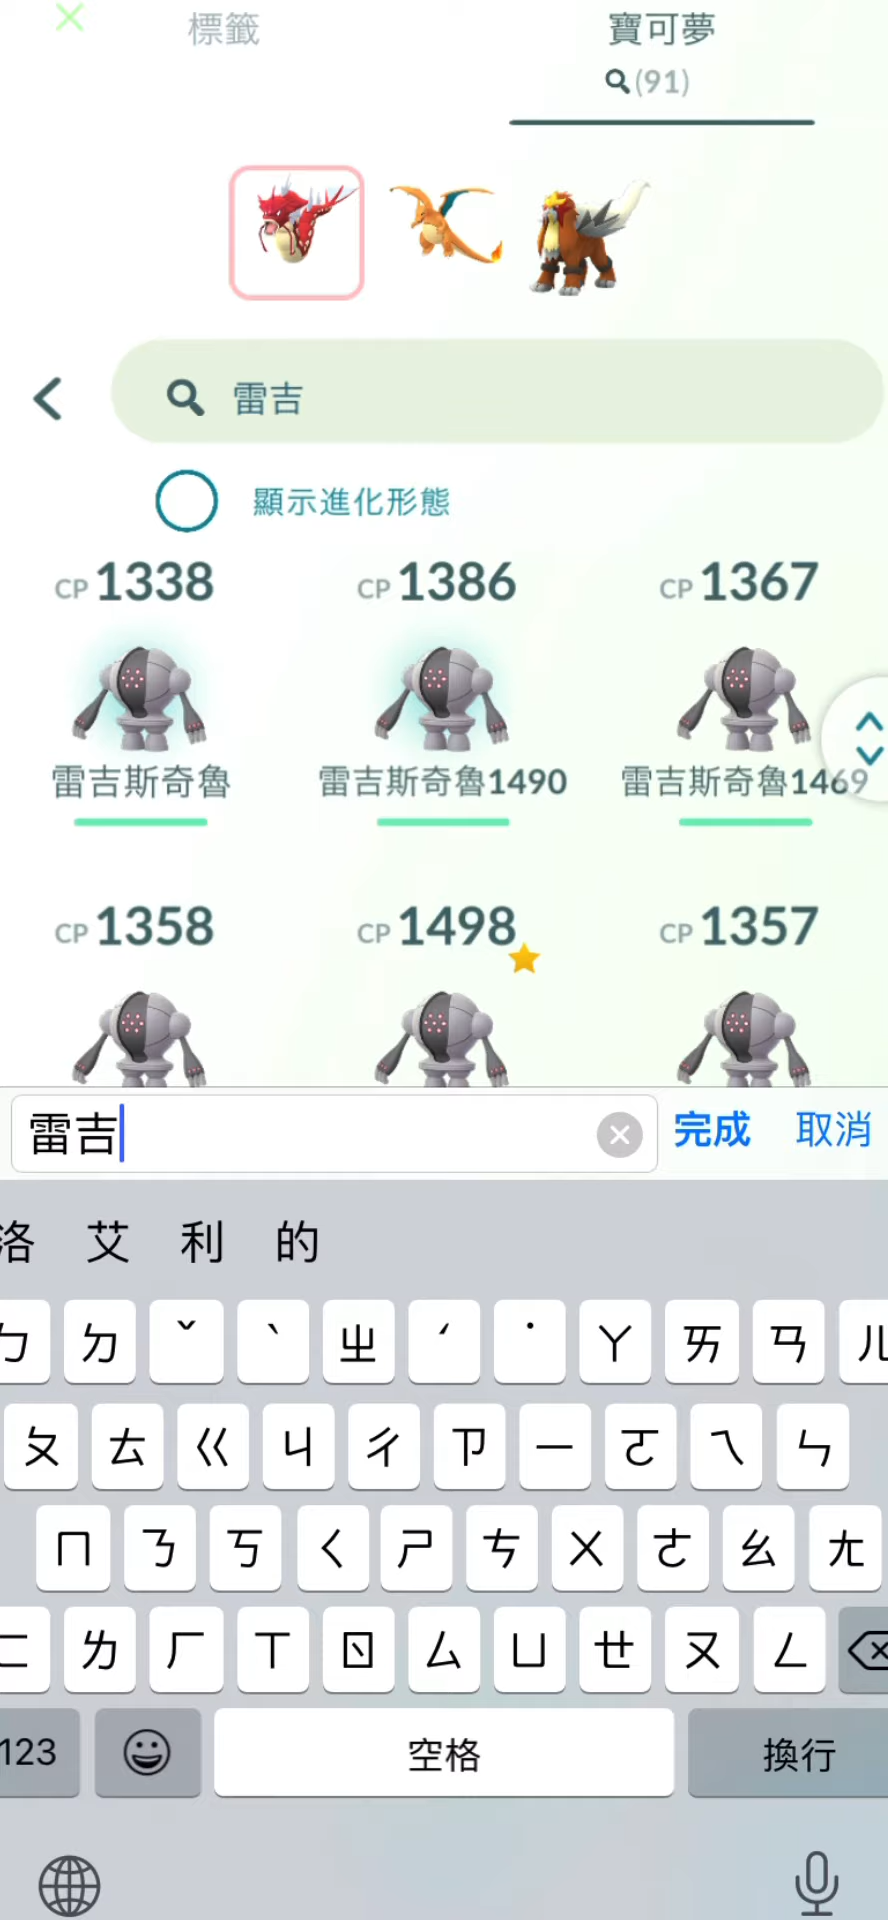 標籤
寶可夢
(91)
雷吉
顯示進化形態
CP 1338
CP 1386
CP 1367
雷吉斯奇魯
雷吉斯奇魯1490
雷吉斯奇魯1469
CP 1358
CP 1498
CP 1357
雷吉
完成
取消
洛 艾 利 的
ㄅ ㄉ ˇ ˋ ㄓ ˊ ˙ ㄚ ㄞ ㄢ ㄦ
ㄆ ㄊ ㄍ ㄐ ㄔ ㄗ ㄧ ㄛ ㄟ ㄣ
ㄇ ㄋ ㄎ ㄑ ㄕ ㄘ ㄨ ㄜ ㄠ ㄤ
ㄈ ㄌ ㄏ ㄒ ㄖ ㄙ ㄩ ㄝ ㄡ ㄥ
123
空格
換行